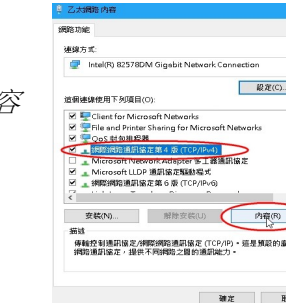 乙太網路 內容
網路功能
連線方式:
Intel(R) 82578DM Gigabit Network Connection
設定(C)...
這個連線使用下列項目(O):
Client for Microsoft Networks
File and Printer Sharing for Microsoft Networks
QoS 封包排程器
網際網路通訊協定第 4 版 (TCP/IPv4)
Microsoft Network Adapter 多工器通訊協定
Microsoft LLDP 通訊協定驅動程式
網際網路通訊協定第 6 版 (TCP/IPv6)
安裝(N)...
解除安裝(U)
內容(R)
描述
傳輸控制通訊協定/網際網路通訊協定 (TCP/IP)。這是預設的
網路通訊協定,提供不同網路之間的通訊能力。
確定
容